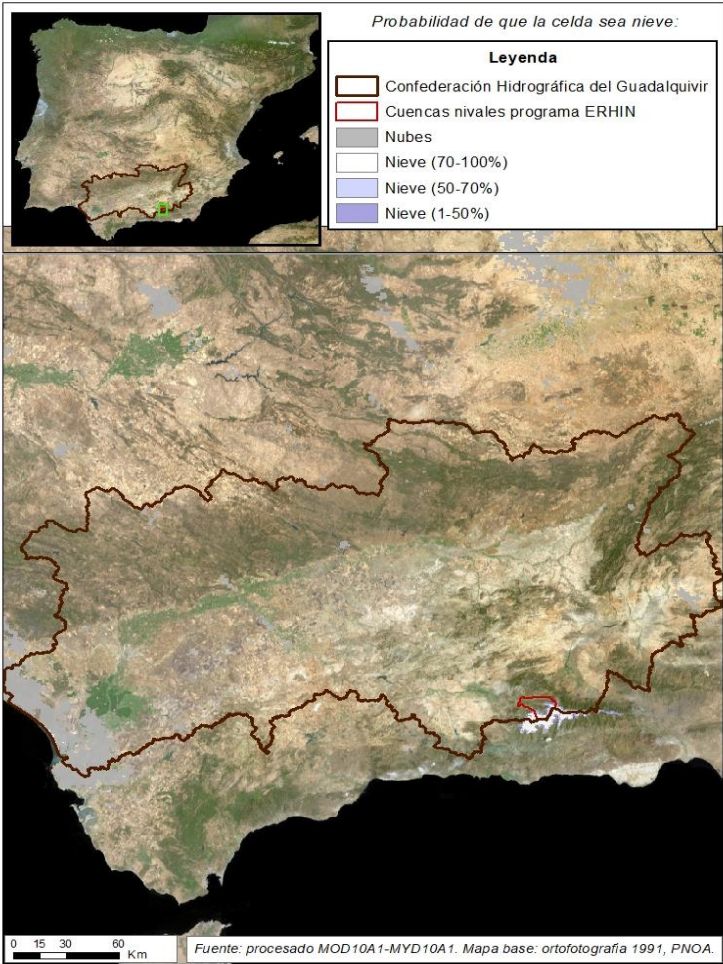 Probabilidad de que la celda sea nieve:
Leyenda
Confederación Hidrográfica del Guadalquivir
Cuencas nivales programa ERHIN
Nubes
Nieve (70-100%)
Nieve (50-70%)
Nieve (1-50%)
0 15 30 60
Km
Fuente: procesado MOD10A1-MYD10A1. Mapa base: ortofotografia 1991, PNOA.